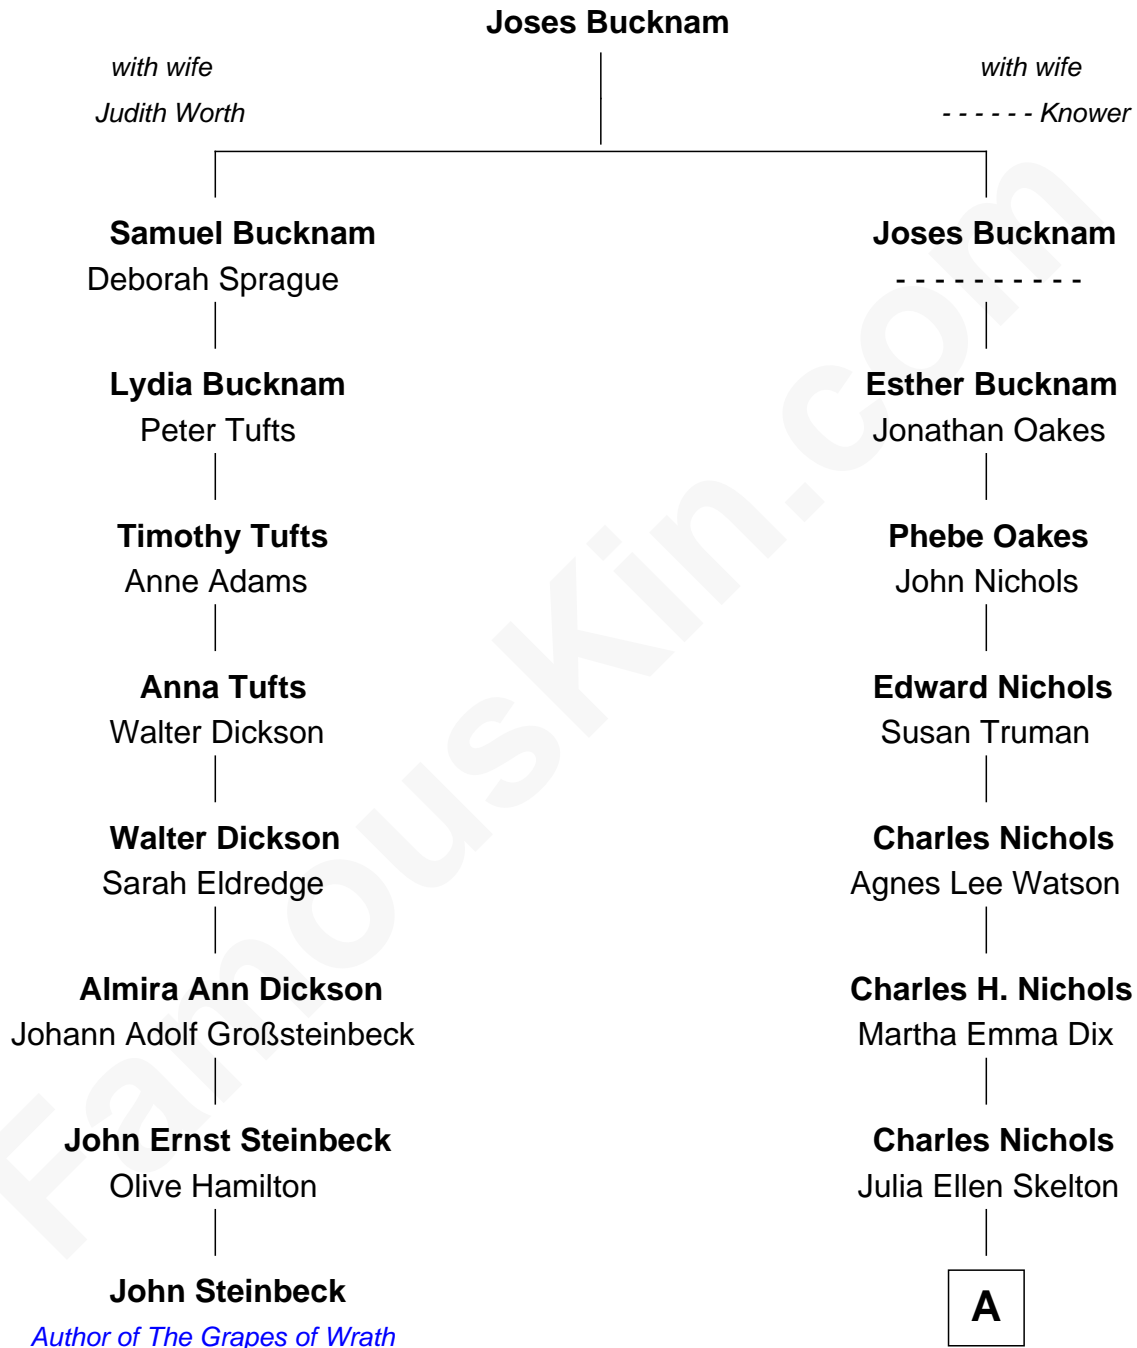 Joses Bucknam
with wife
Judith Worth
with wife
- - - - - - Knower
Samuel Bucknam
Deborah Sprague
Joses Bucknam
- - - - - - - - - -
Lydia Bucknam
Peter Tufts
Esther Bucknam
Jonathan Oakes
Timothy Tufts
Anne Adams
Phebe Oakes
John Nichols
Anna Tufts
Walter Dickson
Edward Nichols
Susan Truman
Walter Dickson
Sarah Eldredge
Charles Nichols
Agnes Lee Watson
Almira Ann Dickson
Johann Adolf Großsteinbeck
Charles H. Nichols
Martha Emma Dix
John Ernst Steinbeck
Olive Hamilton
Charles Nichols
Julia Ellen Skelton
John Steinbeck
Author of The Grapes of Wrath
A
FamousKin.com